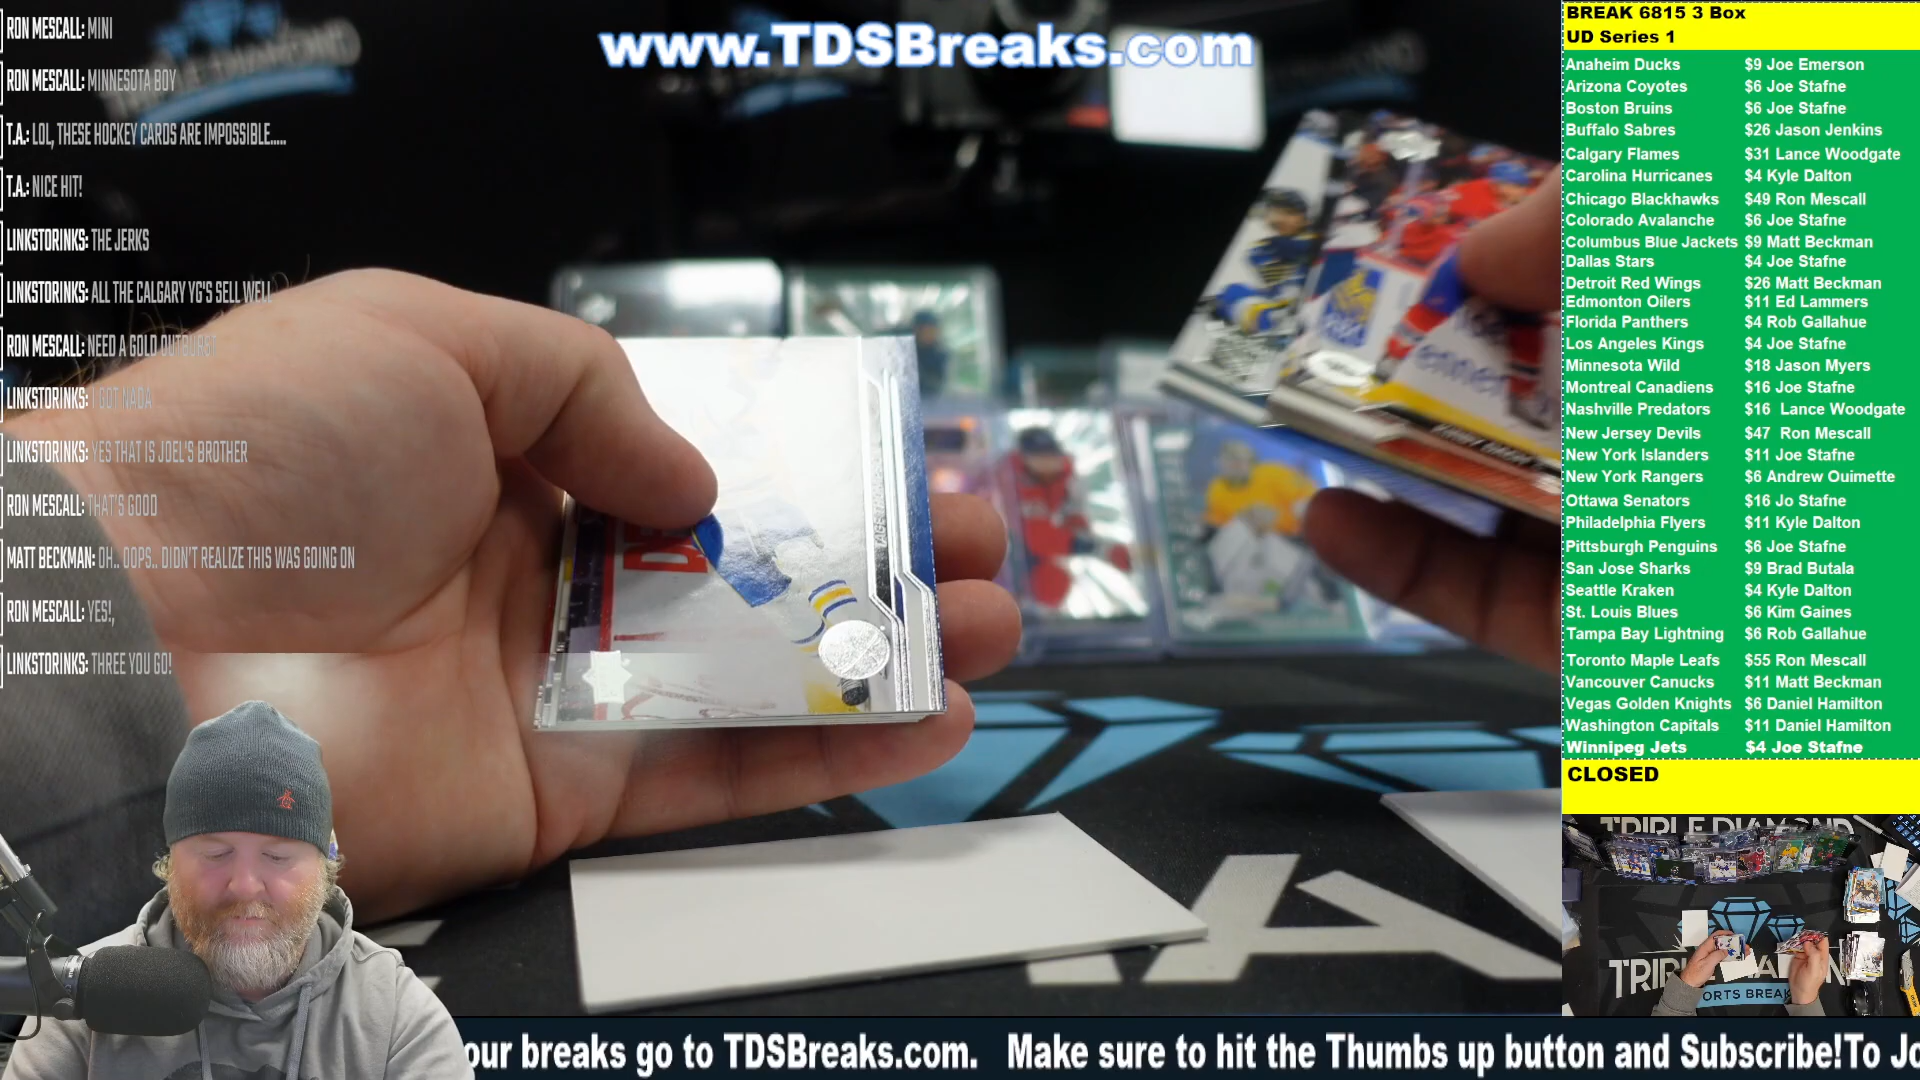 www.TDSBreaks.com
RON MESCALL: MINI
RON MESCALL: MINNESOTA BOY
T.A.: LOL, THESE HOCKEY CARDS ARE IMPOSSIBLE.....
T.A.: NICE HIT!
LINKSTORINKS: THE JERKS
LINKSTORINKS: ALL THE CALGARY YG'S SELL WELL
RON MESCALL: NEED A GOLD OUTBURST
LINKSTORINKS: I GOT NADA
LINKSTORINKS: YES THAT IS JOEL'S BROTHER
RON MESCALL: THAT'S GOOD
MATT BECKMAN: OH.. OOPS.. DIDN'T REALIZE THIS WAS GOING ON
RON MESCALL: YES!,
LINKSTORINKS: THREE YOU GO!
BREAK 6815 3 Box
UD Series 1
Anaheim Ducks $9 Joe Emerson
Arizona Coyotes $6 Joe Stafne
Boston Bruins $6 Joe Stafne
Buffalo Sabres $26 Jason Jenkins
Calgary Flames $31 Lance Woodgate
Carolina Hurricanes $4 Kyle Dalton
Chicago Blackhawks $49 Ron Mescall
Colorado Avalanche $6 Joe Stafne
Columbus Blue Jackets $9 Matt Beckman
Dallas Stars $4 Joe Stafne
Detroit Red Wings $26 Matt Beckman
Edmonton Oilers $11 Ed Lammers
Florida Panthers $4 Rob Gallahue
Los Angeles Kings $4 Joe Stafne
Minnesota Wild $18 Jason Myers
Montreal Canadiens $16 Joe Stafne
Nashville Predators $16 Lance Woodgate
New Jersey Devils $47 Ron Mescall
New York Islanders $11 Joe Stafne
New York Rangers $6 Andrew Ouimette
Ottawa Senators $16 Jo Stafne
Philadelphia Flyers $11 Kyle Dalton
Pittsburgh Penguins $6 Joe Stafne
San Jose Sharks $9 Brad Butala
Seattle Kraken $4 Kyle Dalton
St. Louis Blues $6 Kim Gaines
Tampa Bay Lightning $6 Rob Gallahue
Toronto Maple Leafs $55 Ron Mescall
Vancouver Canucks $11 Matt Beckman
Vegas Golden Knights $6 Daniel Hamilton
Washington Capitals $11 Daniel Hamilton
Winnipeg Jets $4 Joe Stafne
CLOSED
TRIPLE DIAMOND
our breaks go to TDSBreaks.com. Make sure to hit the Thumbs up button and Subscribe!To Jo